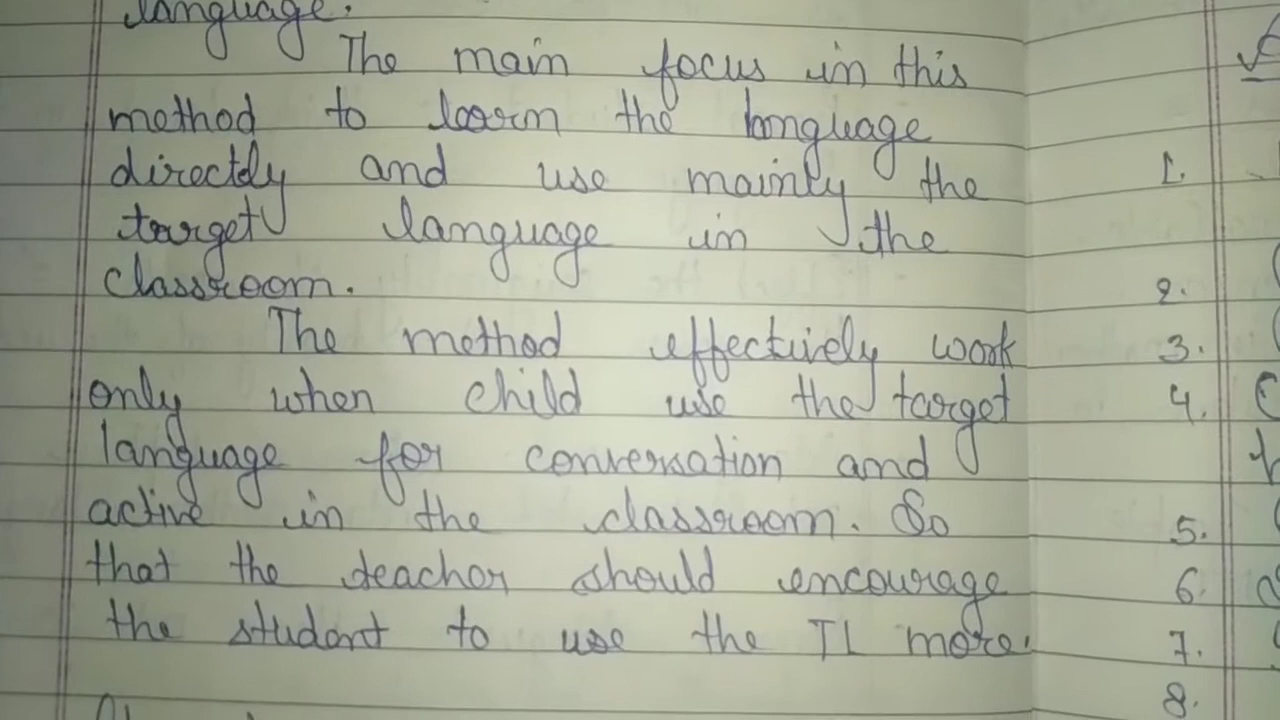 language.
The main focus in this
method to learn the language
directly and use mainly the
target language in the
classroom.
The method effectively work
only when child use the target
language for conversation and
active in the classroom. So
that the teacher should encourage
the student to use the TL more.
1.
2.
3.
4.
5.
6.
7.
8.